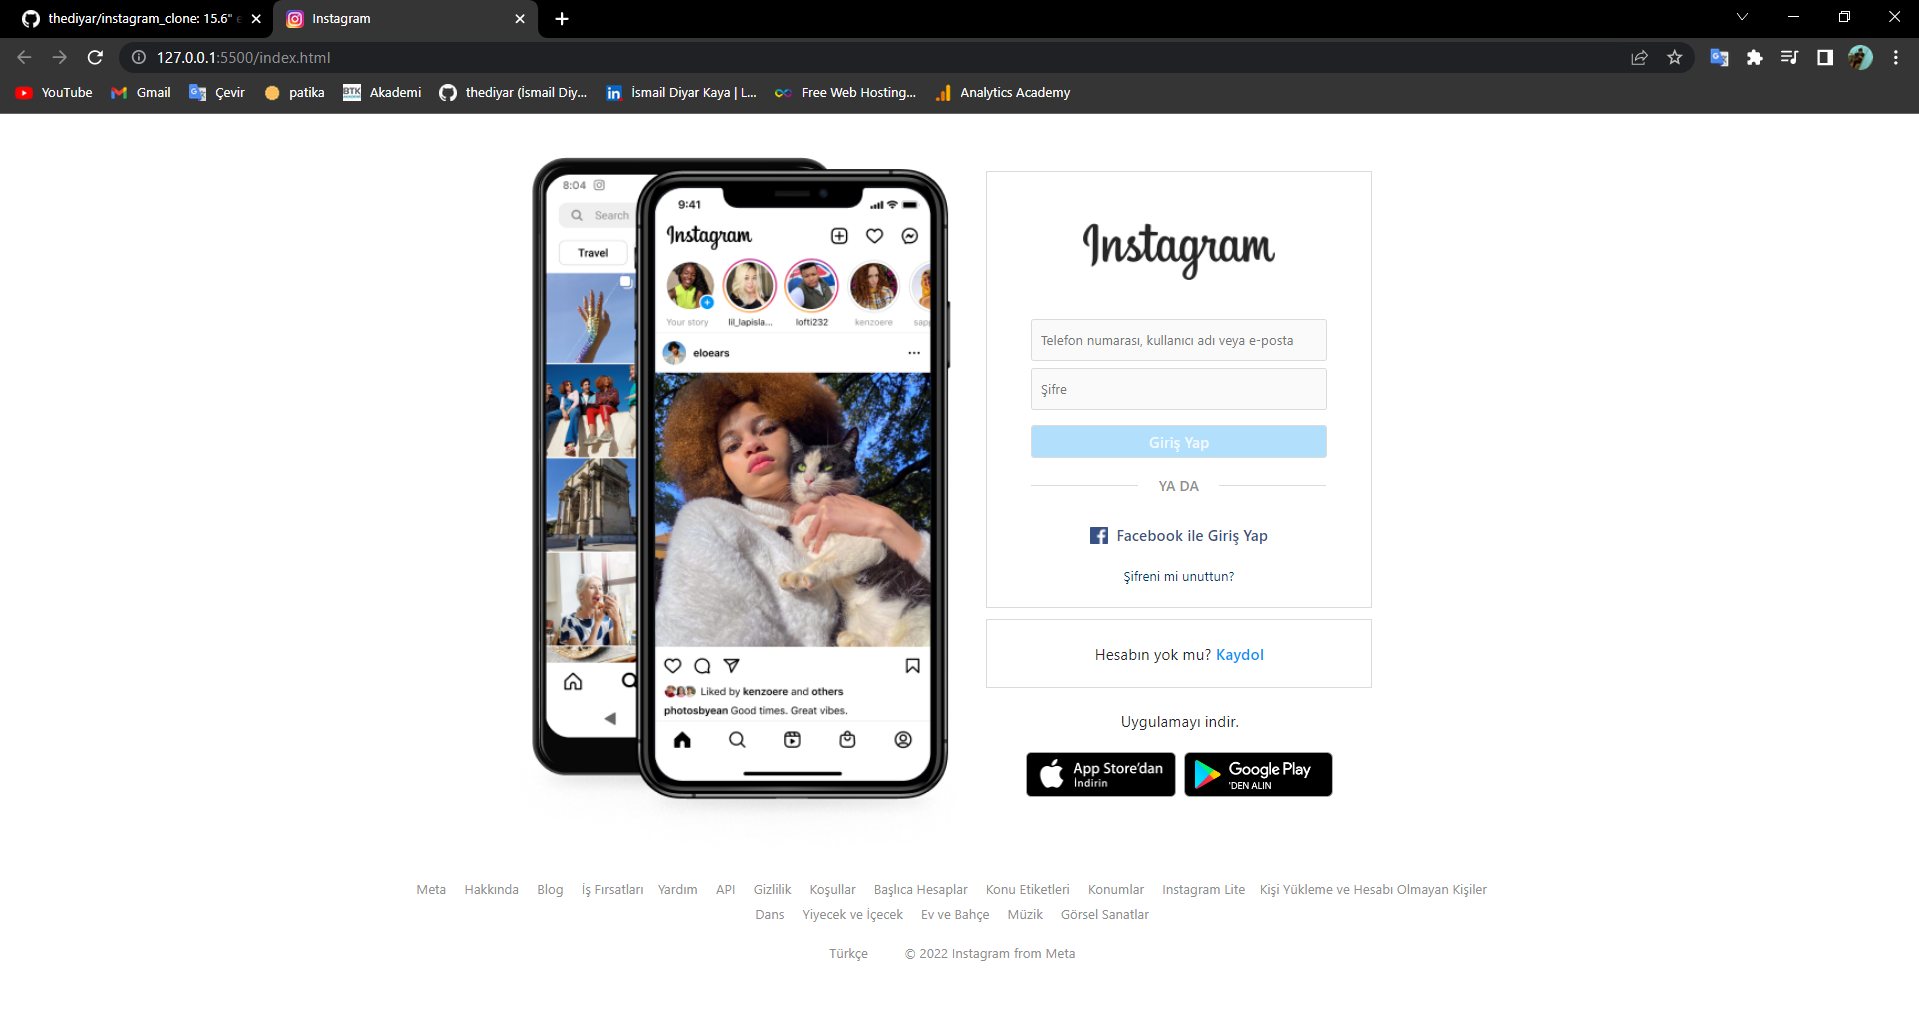 thediyar/instagram_clone: 15.6"
Instagram
127.0.0.1:5500/index.html
YouTube
Gmail
Çevir
patika
BTK
Akademi
thediyar (İsmail Diy...
in
İsmail Diyar Kaya | L...
Free Web Hosting...
Analytics Academy
8:04
Search
Travel
9:41
Instagram
Your story
lil_lapisla...
lofti232
kenzoere
sap
eloears
Liked by kenzoere and others
photosbyean Good times. Great vibes.
Instagram
Telefon numarası, kullanıcı adı veya e-posta
Şifre
Giriş Yap
YA DA
Facebook ile Giriş Yap
Şifreni mi unuttun?
Hesabın yok mu? Kaydol
Uygulamayı indir.
App Store'dan
İndirin
Google Play
'DEN ALIN
Meta Hakkında Blog İş Fırsatları Yardım API Gizlilik Koşullar Başlıca Hesaplar Konu Etiketleri Konumlar Instagram Lite Kişi Yükleme ve Hesabı Olmayan Kişiler
Dans Yiyecek ve İçecek Ev ve Bahçe Müzik Görsel Sanatlar
Türkçe © 2022 Instagram from Meta